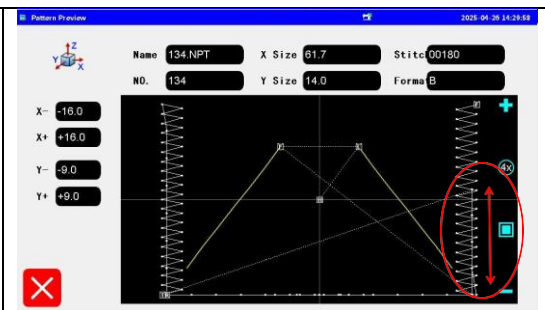 Pattern Preview 2025-04-26 14:29:58
Z
Y X
Name 134.NPT X Size 61.7 Stitc 00180
NO. 134 Y Size 14.0 Forma B
X- -16.0
X+ +16.0
4x
Y- -9.0
Y+ +9.0